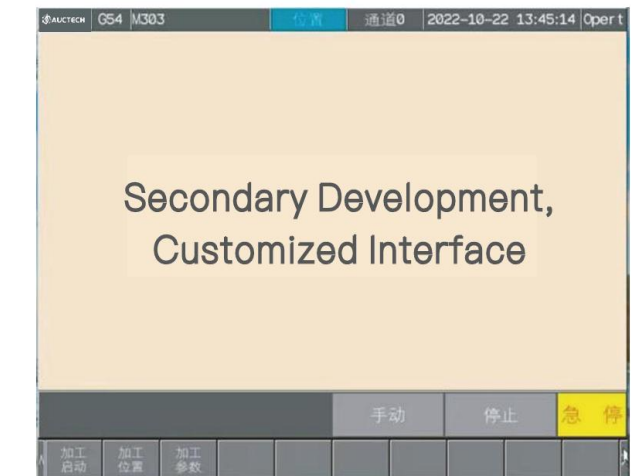 AUCTECH G54 M303 位置 通道0 2022-10-22 13:45:14 Opert
Secondary Development,
Customized Interface
手动 停止 急 停
加工 加工 加工
启动 位置 参数